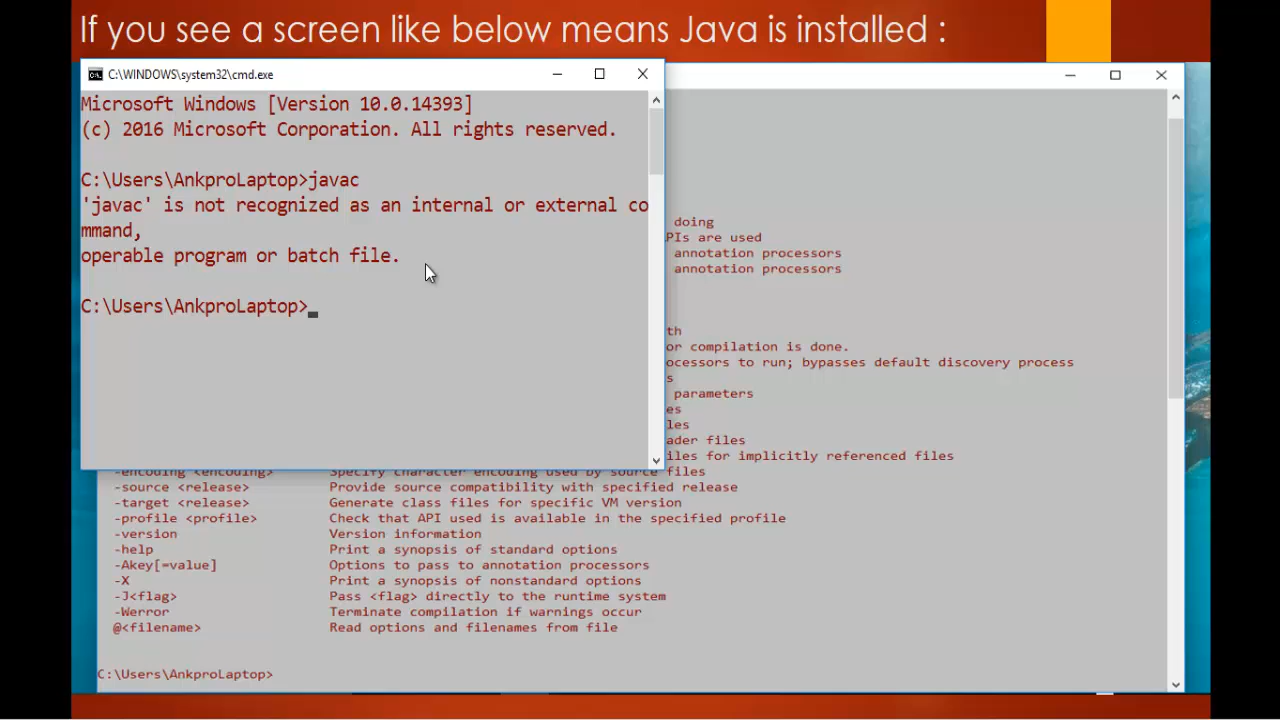 If you see a screen like below means Java is installed :
C:\WINDOWS\system32\cmd.exe
Microsoft Windows [Version 10.0.14393]
(c) 2016 Microsoft Corporation. All rights reserved.
C:\Users\AnkproLaptop>javac
'javac' is not recognized as an internal or external co
mmand,
operable program or batch file.
C:\Users\AnkproLaptop>
doing
PIs are used
annotation processors
annotation processors
th
or compilation is done.
ocessors to run; bypasses default discovery process
s
parameters
es
les
ader files
iles for implicitly referenced files
-encoding <encoding> Specify character encoding used by source files
-source <release> Provide source compatibility with specified release
-target <release> Generate class files for specific VM version
-profile <profile> Check that API used is available in the specified profile
-version Version information
-help Print a synopsis of standard options
-Akey[=value] Options to pass to annotation processors
-X Print a synopsis of nonstandard options
-J<flag> Pass <flag> directly to the runtime system
-Werror Terminate compilation if warnings occur
@<filename> Read options and filenames from file
C:\Users\AnkproLaptop>